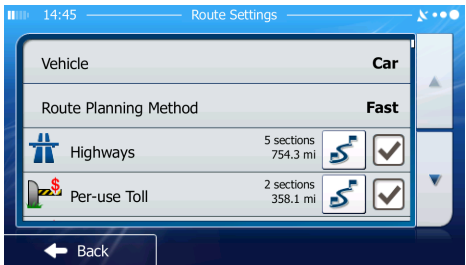 14:45 Route Settings
Vehicle Car
Route Planning Method Fast
Highways 5 sections 754.3 mi
Per-use Toll 2 sections 358.1 mi
Back